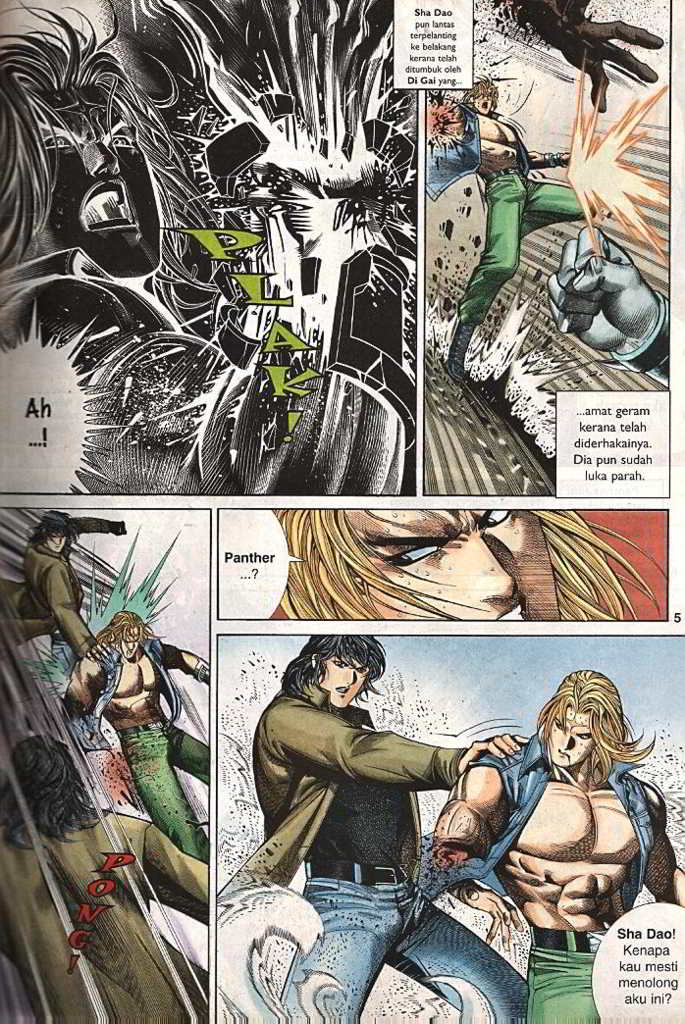 Sha Dao
pun lantas
terpelanting
ke belakang
kerana telah
ditumbuk oleh
Di Gai yang...
PLAK!
Ah
...!
...amat geram
kerana telah
diderhakainya.
Dia pun sudah
luka parah.
Panther
...?
5
PONG!
Sha Dao!
Kenapa
kau mesti
menolong
aku ini?